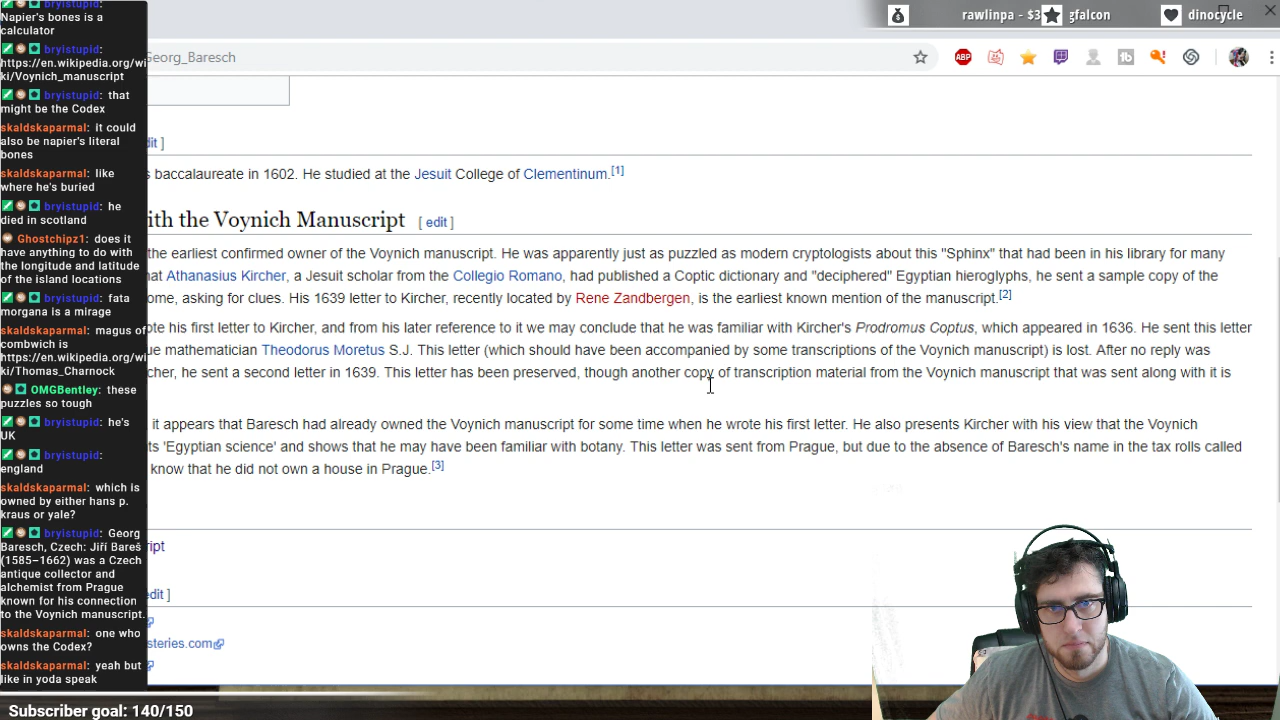 Napier's bones is a
calculator
bryistupid:
https://en.wikipedia.org/wi
ki/Voynich_manuscript
bryistupid: that
might be the Codex
skaldskaparmal: it could
also be napier's literal
bones
skaldskaparmal: like
where he's buried
bryistupid: he
died in scotland
Ghostchipz1: does it
have anything to do with
the longitude and latitude
of the island locations
bryistupid: fata
morgana is a mirage
skaldskaparmal: magus of
combwich is
https://en.wikipedia.org/wi
ki/Thomas_Charnock
OMGBentley: these
puzzles so tough
bryistupid: he's
UK
bryistupid:
england
skaldskaparmal: which is
owned by either hans p.
kraus or yale?
bryistupid: Georg
Baresch, Czech: Jiří Bareš
(1585–1662) was a Czech
antique collector and
alchemist from Prague
known for his connection
to the Voynich manuscript.
skaldskaparmal: one who
owns the Codex?
skaldskaparmal: yeah but
like in yoda speak
rawlinpa - $3
gfalcon
dinocycle
Georg_Baresch
ABP
dit ]
s baccalaureate in 1602. He studied at the Jesuit College of Clementinum.[1]
ith the Voynich Manuscript [ edit ]
the earliest confirmed owner of the Voynich manuscript. He was apparently just as puzzled as modern cryptologists about this "Sphinx" that had been in his library for many
hat Athanasius Kircher, a Jesuit scholar from the Collegio Romano, had published a Coptic dictionary and "deciphered" Egyptian hieroglyphs, he sent a sample copy of the
ome, asking for clues. His 1639 letter to Kircher, recently located by Rene Zandbergen, is the earliest known mention of the manuscript.[2]
ote his first letter to Kircher, and from his later reference to it we may conclude that he was familiar with Kircher's Prodromus Coptus, which appeared in 1636. He sent this letter
ue mathematician Theodorus Moretus S.J. This letter (which should have been accompanied by some transcriptions of the Voynich manuscript) is lost. After no reply was
cher, he sent a second letter in 1639. This letter has been preserved, though another copy of transcription material from the Voynich manuscript that was sent along with it is
it appears that Baresch had already owned the Voynich manuscript for some time when he wrote his first letter. He also presents Kircher with his view that the Voynich
ts 'Egyptian science' and shows that he may have been familiar with botany. This letter was sent from Prague, but due to the absence of Baresch's name in the tax rolls called
know that he did not own a house in Prague.[3]
ript
edit ]
steries.com
Subscriber goal: 140/150